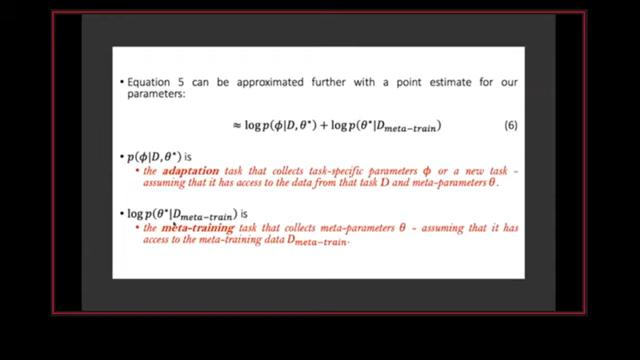 • Equation 5 can be approximated further with a point estimate for our
parameters:
≈ log p(ϕ|D, θ*) + log p(θ*|D_meta−train) (6)
• p(ϕ|D, θ*) is
• the adaptation task that collects task-specific parameters ϕ or a new task -
assuming that it has access to the data from that task D and meta-parameters θ.
• log p(θ*|D_meta−train) is
• the meta-training task that collects meta-parameters θ - assuming that it has
access to the meta-training data D_meta−train.